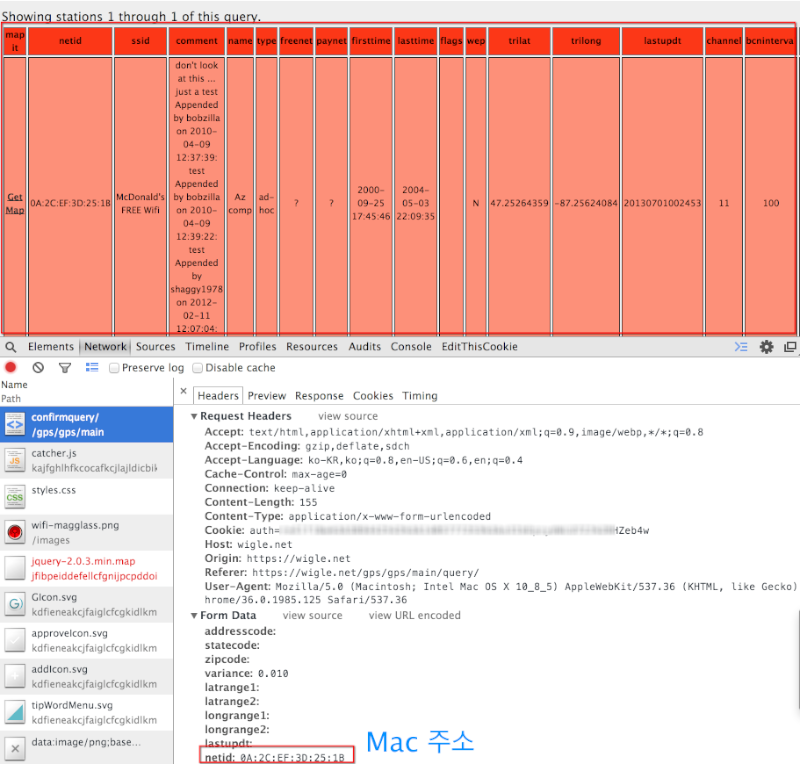 Showing stations 1 through 1 of this query.
map it netid ssid comment name type freenet paynet firsttime lasttime flags wep trilat trilong lastupdt channel bcninterva
Get Map
0A:2C:EF:3D:25:1B
McDonald's FREE Wifi
don't look
at this ...
just a test
Appended
by bobzilla
on 2010-
04-09
12:37:39:
test
Appended
by bobzilla
on 2010-
04-09
12:39:22:
test
Appended
by
shaggy1978
on 2012-
02-11
12:07:04:
Az comp
ad-hoc
?
?
2000-09-25 17:45:46
2004-05-03 22:09:35
N
47.25264359
-87.25624084
20130701002453
11
100
Elements Network Sources Timeline Profiles Resources Audits Console EditThisCookie
Preserve log Disable cache
Name
Path
confirmquery/
/gps/gps/main
catcher.js
kajfghlhfkcocafkcjlajldicbik
styles.css
wifi-magglass.png
/images
jquery-2.0.3.min.map
jfibpeiddefellcfgnijpcpddoi
GIcon.svg
kdfieneakcjfaiglcfcgkidlkm
approveIcon.svg
kdfieneakcjfaiglcfcgkidlkm
addIcon.svg
kdfieneakcjfaiglcfcgkidlkm
tipWordMenu.svg
kdfieneakcjfaiglcfcgkidlkm
data:image/png;base...
× Headers Preview Response Cookies Timing
Request Headers view source
Accept: text/html,application/xhtml+xml,application/xml;q=0.9,image/webp,*/*;q=0.8
Accept-Encoding: gzip,deflate,sdch
Accept-Language: ko-KR,ko;q=0.8,en-US;q=0.6,en;q=0.4
Cache-Control: max-age=0
Connection: keep-alive
Content-Length: 155
Content-Type: application/x-www-form-urlencoded
Cookie: auth= HZeb4w
Host: wigle.net
Origin: https://wigle.net
Referer: https://wigle.net/gps/gps/main/query/
User-Agent: Mozilla/5.0 (Macintosh; Intel Mac OS X 10_8_5) AppleWebKit/537.36 (KHTML, like Gecko)
hrome/36.0.1985.125 Safari/537.36
Form Data view source view URL encoded
addresscode:
statecode:
zipcode:
variance: 0.010
latrange1:
latrange2:
longrange1:
longrange2:
lastupdt:
netid: 0A:2C:EF:3D:25:1B
Mac 주소